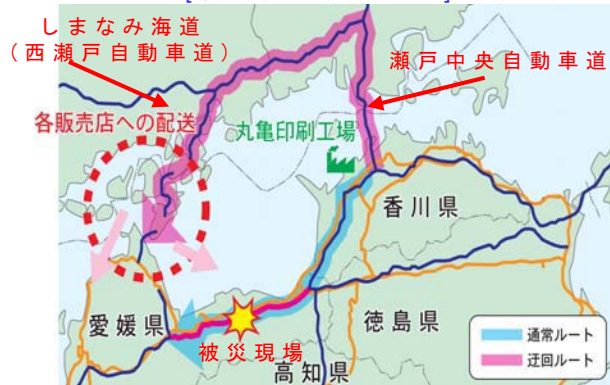 しまなみ海道
(西瀬戸自動車道)
瀬戸中央自動車道
各販売店への配送
丸亀印刷工場
香川県
愛媛県
被災現場
徳島県
高知県
通常ルート
迂回ルート